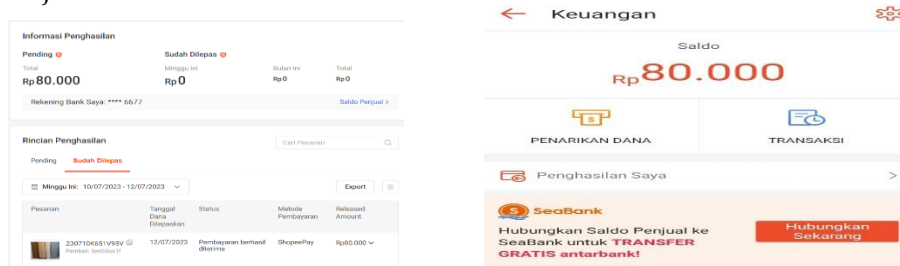 Informasi Penghasilan
Pending
Sudah Dilepas
Total
Minggu Ini
Bulan Ini
Total
Rp80.000
Rp0
Rp0
Rp0
Rekening Bank Saya: **** 6677
Saldo Penjual >
Rincian Penghasilan
Cari Pesanan
Pending
Sudah Dilepas
Minggu Ini: 10/07/2023 - 12/07/2023
Export
Pesanan
Tanggal Dana Dilepaskan
Status
Metode Pembayaran
Released Amount
230710K651V95V
Pembeli:
12/07/2023
Pembayaran berhasil diterima
ShopeePay
Rp80.000
Keuangan
Saldo
Rp80.000
PENARIKAN DANA
TRANSAKSI
Penghasilan Saya >
SeaBank
Hubungkan Saldo Penjual ke
SeaBank untuk TRANSFER
GRATIS antarbank!
Hubungkan
Sekarang